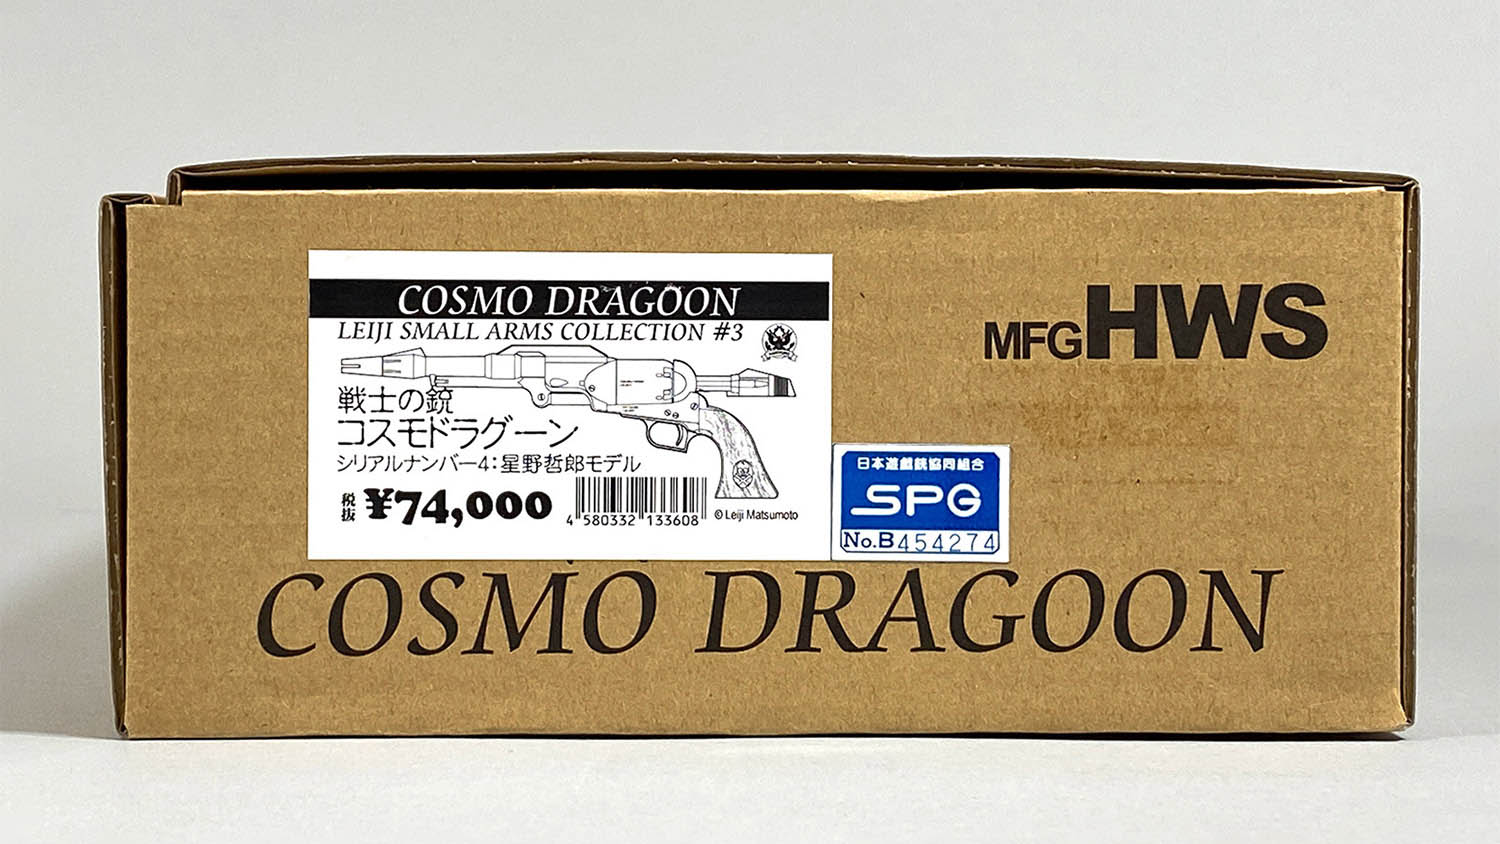 COSMO DRAGOON
LEIJI SMALL ARMS COLLECTION #3
戦士の銃
コスモドラグーン
シリアルナンバー4:星野哲郎モデル
税抜 ¥74,000
4 580332 133608
© Leiji Matsumoto
MFG HWS
日本遊戯銃協同組合
SPG
No.B454274
COSMO DRAGOON